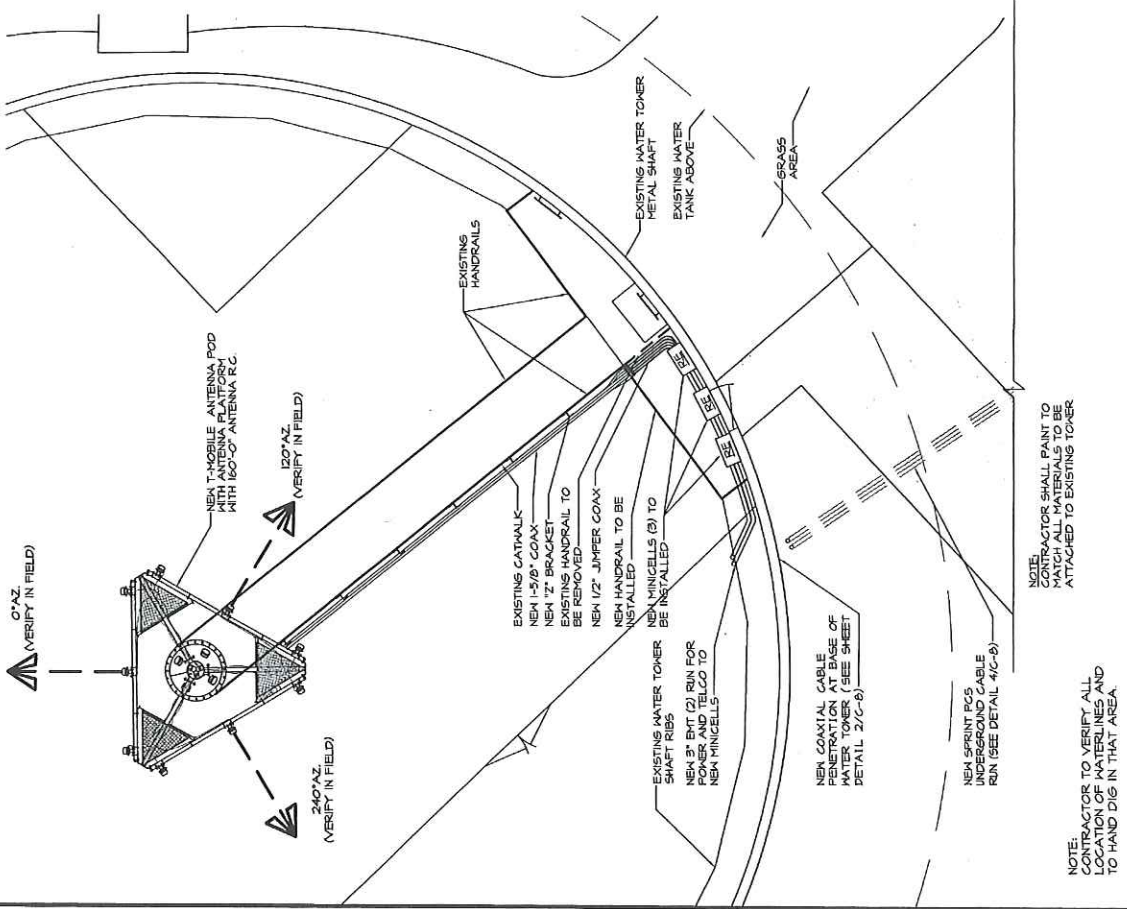 0°AZ.
(VERIFY IN FIELD)
NEW T-MOBILE ANTENNA POD
WITH ANTENNA PLATFORM
WITH 160'-0" ANTENNA R.C.
120°AZ.
(VERIFY IN FIELD)
240°AZ.
(VERIFY IN FIELD)
EXISTING
HANDRAILS
EXISTING WATER TOWER
METAL SHAFT
EXISTING WATER
TANK ABOVE
GRASS
AREA
EXISTING CATWALK
NEW 1-5/8" COAX
NEW "Z" BRACKET
EXISTING HANDRAIL TO
BE REMOVED
NEW 1/2" JUMPER COAX
NEW HANDRAIL TO BE
INSTALLED
NEW MINICELLS (3) TO
BE INSTALLED
RE
RE
RE
EXISTING WATER TOWER
SHAFT RIBS
NEW 3" EMT (2) RUN FOR
POWER AND TELCO TO
NEW MINICELLS
NEW COAXIAL CABLE
PENETRATION AT BASE OF
WATER TOWER (SEE SHEET
DETAIL 2/C-8)
NEW SPRINT PCS
UNDERGROUND CABLE
RUN (SEE DETAIL 4/C-8)
NOTE:
CONTRACTOR SHALL PAINT TO
MATCH ALL MATERIALS TO BE
ATTACHED TO EXISTING TOWER
NOTE:
CONTRACTOR TO VERIFY ALL
LOCATION OF WATERLINES AND
TO HAND DIG IN THAT AREA.